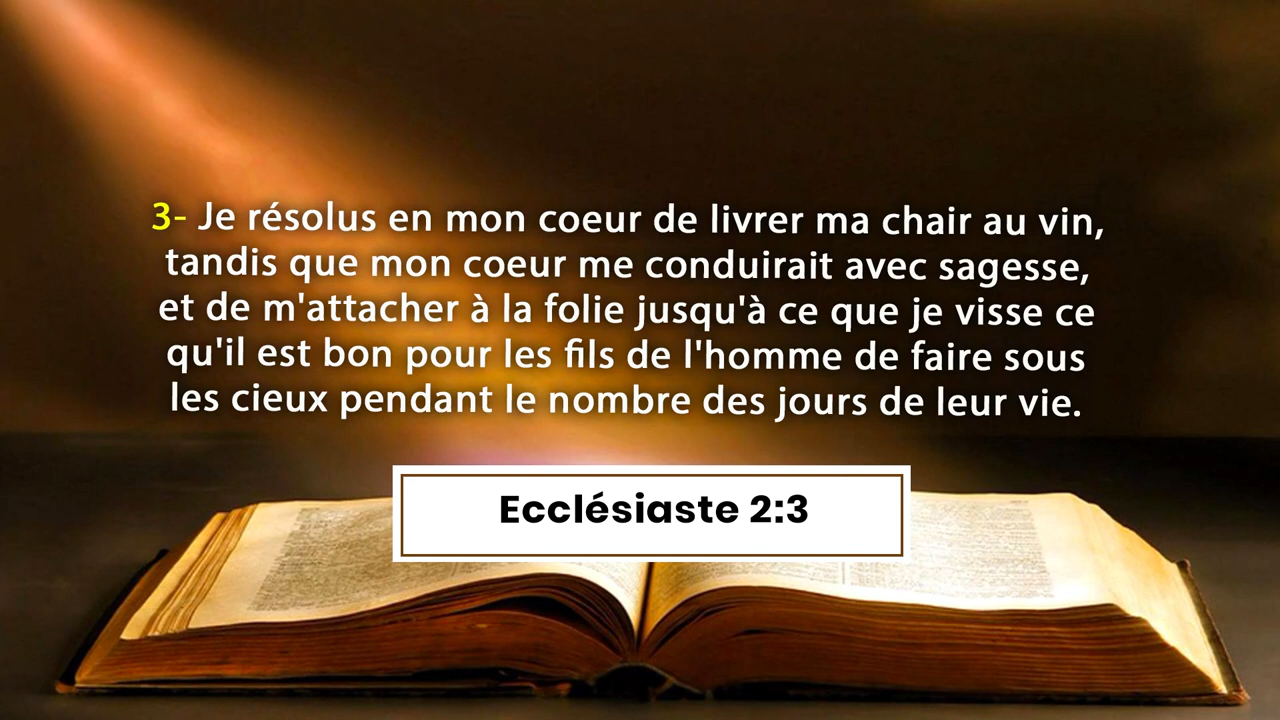 3- Je résolus en mon coeur de livrer ma chair au vin,
tandis que mon coeur me conduirait avec sagesse,
et de m'attacher à la folie jusqu'à ce que je visse ce
qu'il est bon pour les fils de l'homme de faire sous
les cieux pendant le nombre des jours de leur vie.
Ecclésiaste 2:3